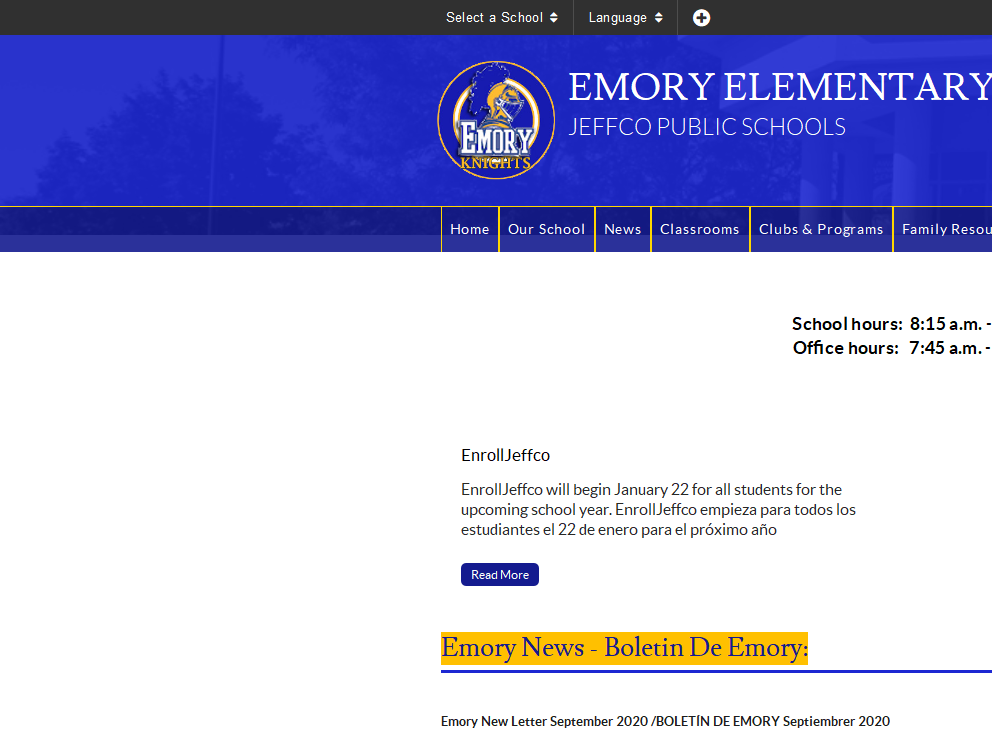 Select a School
Language
EMORY ELEMENTARY
JEFFCO PUBLIC SCHOOLS
EMORY
KNIGHTS
Home
Our School
News
Classrooms
Clubs & Programs
Family Resou
School hours: 8:15 a.m. -
Office hours: 7:45 a.m. -
EnrollJeffco
EnrollJeffco will begin January 22 for all students for the
upcoming school year. EnrollJeffco empieza para todos los
estudiantes el 22 de enero para el próximo año
Read More
Emory News - Boletin De Emory:
Emory New Letter September 2020 /BOLETÍN DE EMORY Septiembrer 2020